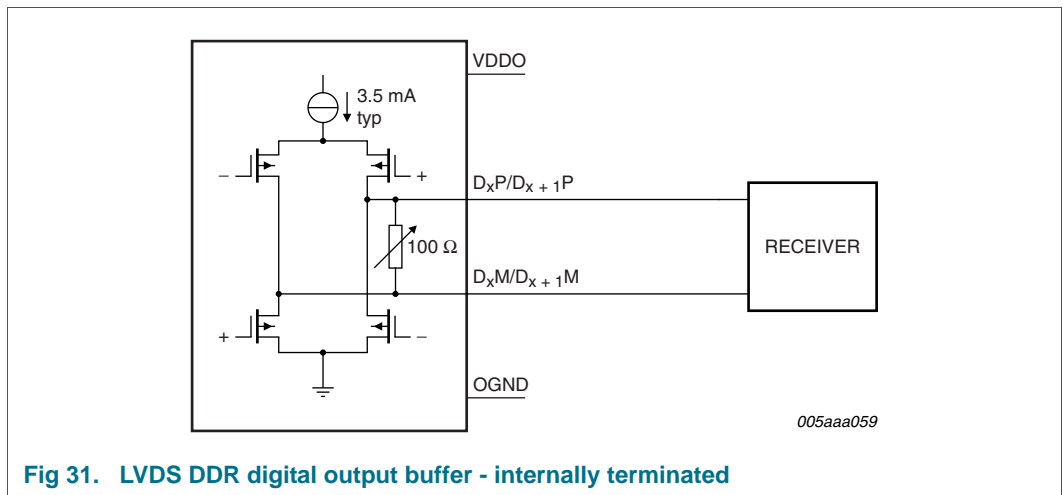 VDDO
3.5 mA
typ
−
+
DxP/Dx + 1P
100 Ω
RECEIVER
DxM/Dx + 1M
+
−
OGND
005aaa059
Fig 31. LVDS DDR digital output buffer - internally terminated